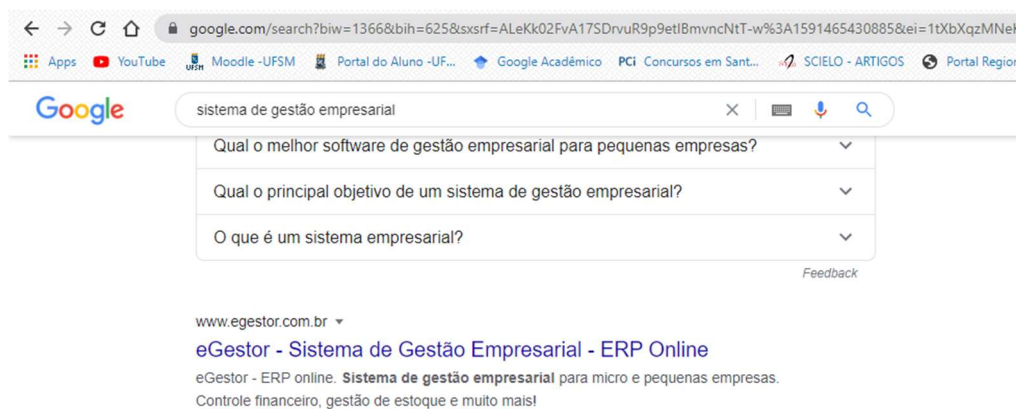 google.com/search?biw=1366&bih=625&sxsrf=ALeKk02FvA17SDrvuR9p9etIBmvncNtT-w%3A1591465430885&ei=1tXbXqzMNeK
Apps YouTube UFSM Moodle -UFSM Portal do Aluno -UF... Google Acadêmico PCi Concursos em Sant... SCIELO - ARTIGOS Portal Region
Google sistema de gestão empresarial
Qual o melhor software de gestão empresarial para pequenas empresas?
Qual o principal objetivo de um sistema de gestão empresarial?
O que é um sistema empresarial?
Feedback
www.egestor.com.br
eGestor - Sistema de Gestão Empresarial - ERP Online
eGestor - ERP online. Sistema de gestão empresarial para micro e pequenas empresas.
Controle financeiro, gestão de estoque e muito mais!